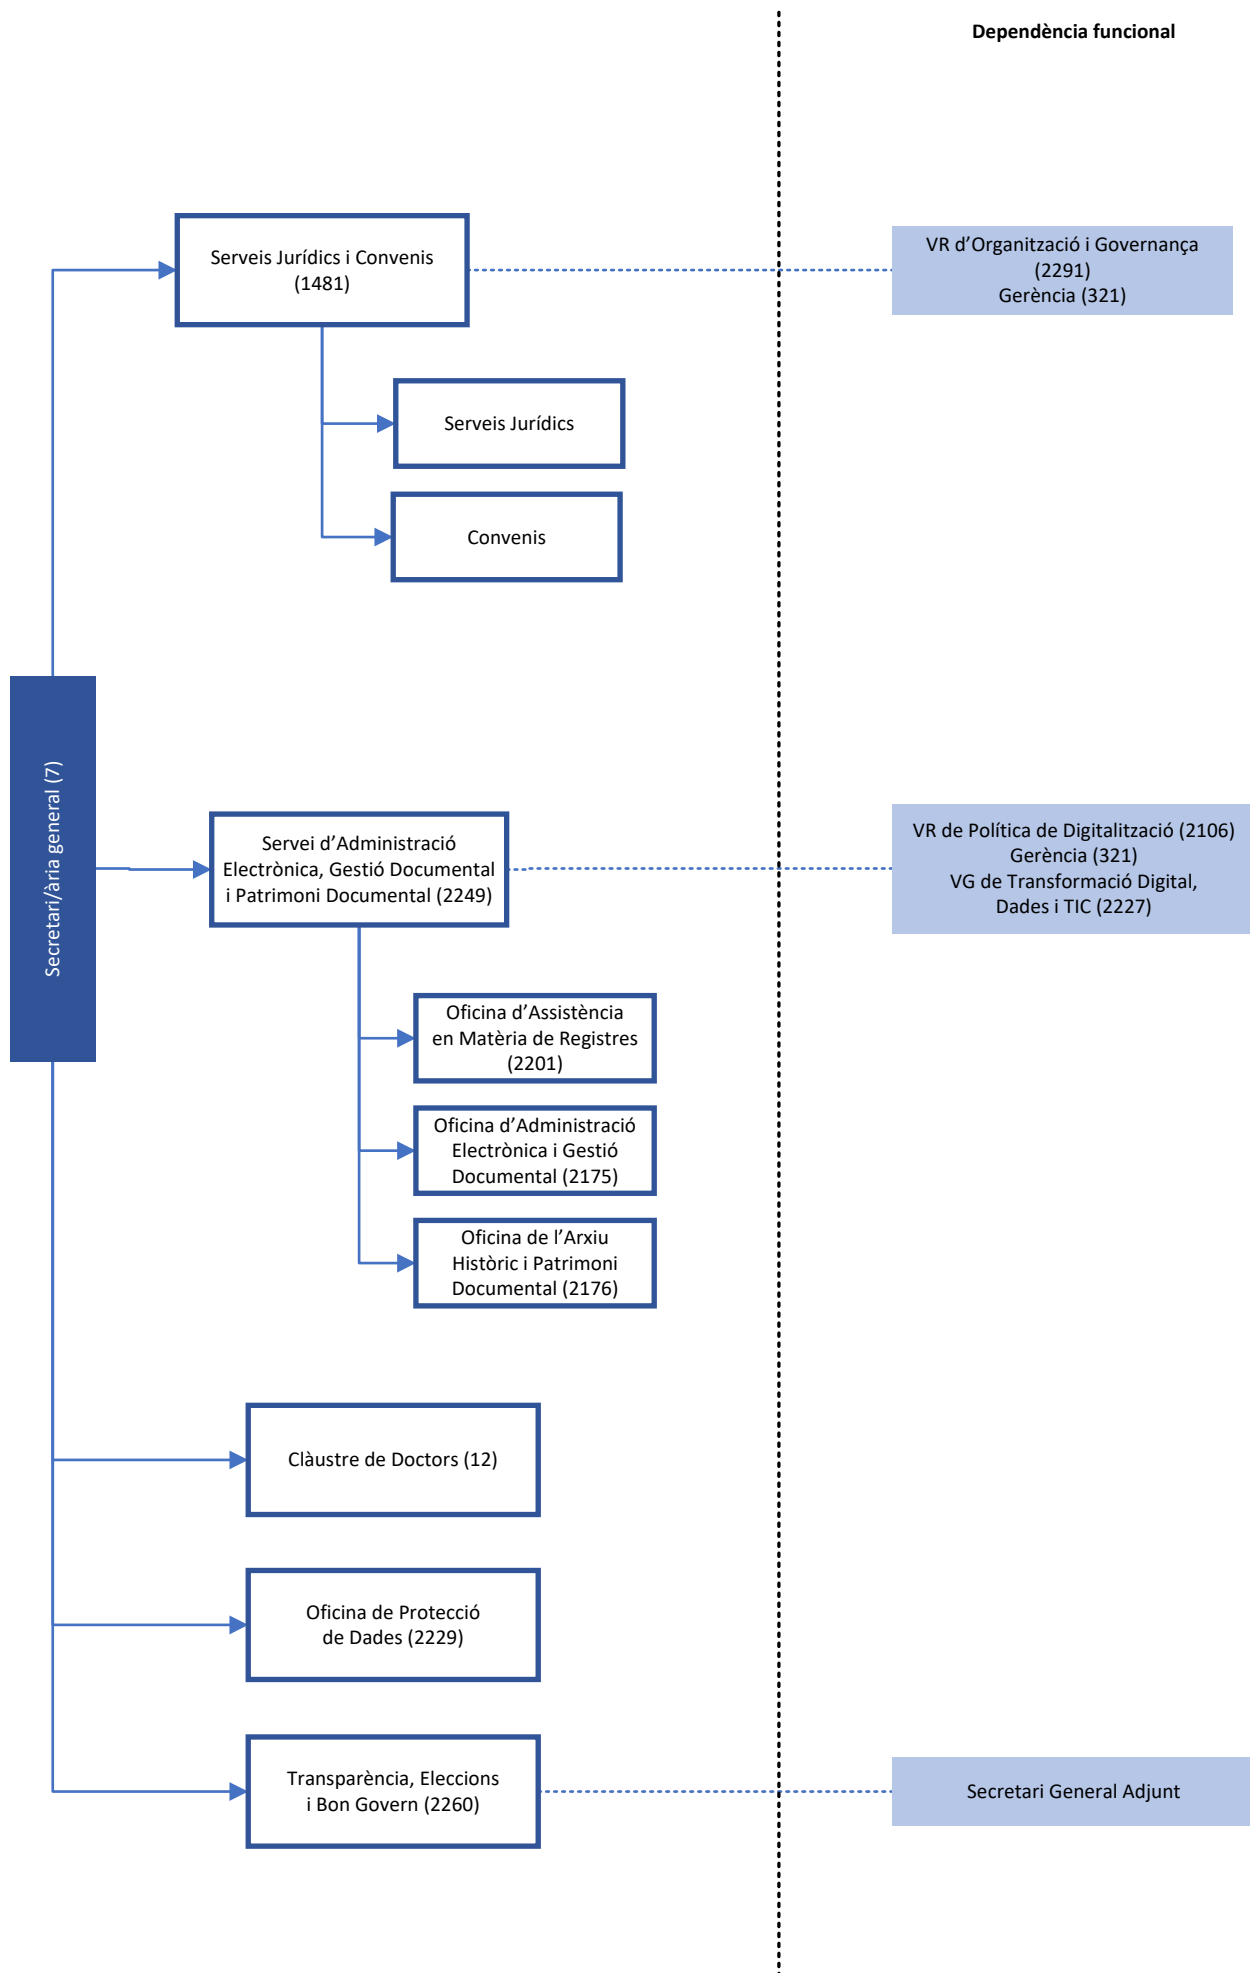 Dependència funcional
Serveis Jurídics i Convenis
(1481)
VR d’Organització i Governança
(2291)
Gerència (321)
Serveis Jurídics
Convenis
Secretari/ària general (7)
Servei d’Administració
Electrònica, Gestió Documental
i Patrimoni Documental (2249)
VR de Política de Digitalització (2106)
Gerència (321)
VG de Transformació Digital,
Dades i TIC (2227)
Oficina d’Assistència
en Matèria de Registres
(2201)
Oficina d’Administració
Electrònica i Gestió
Documental (2175)
Oficina de l’Arxiu
Històric i Patrimoni
Documental (2176)
Clàustre de Doctors (12)
Oficina de Protecció
de Dades (2229)
Transparència, Eleccions
i Bon Govern (2260)
Secretari General Adjunt